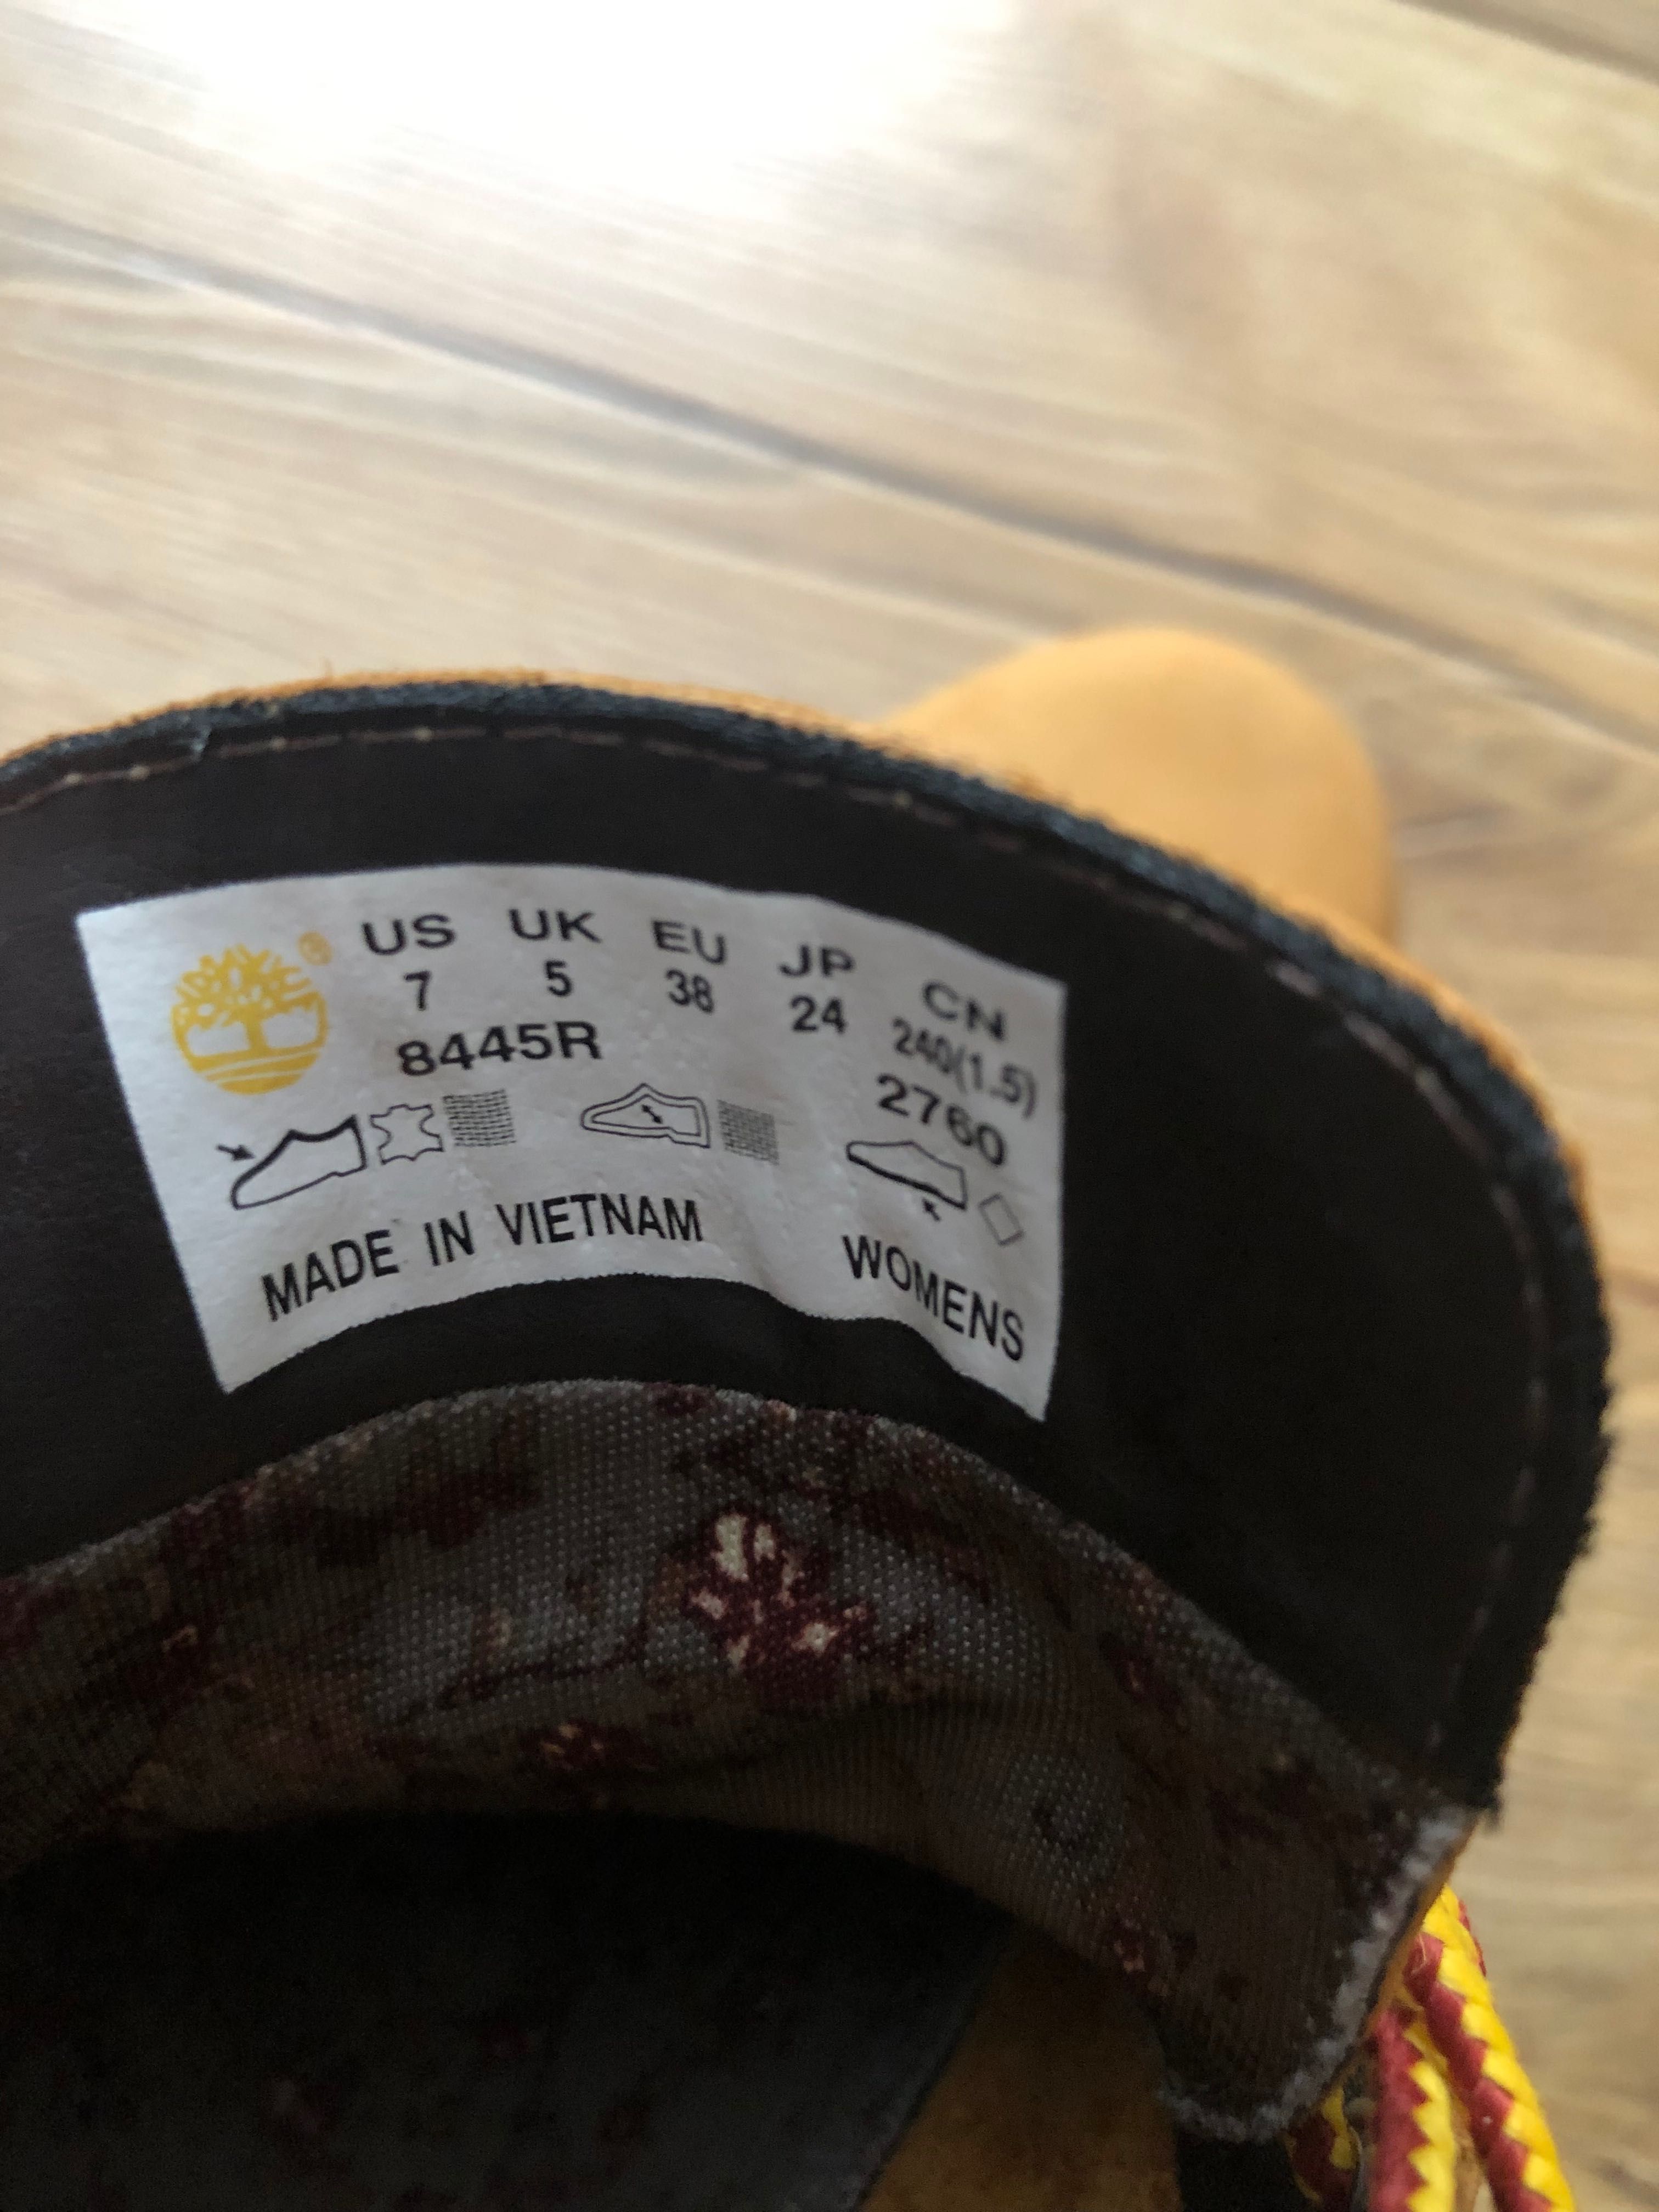 ® US UK EU JP CN
7 5 38 24 240(1.5)
8445R 2760
MADE IN VIETNAM WOMENS